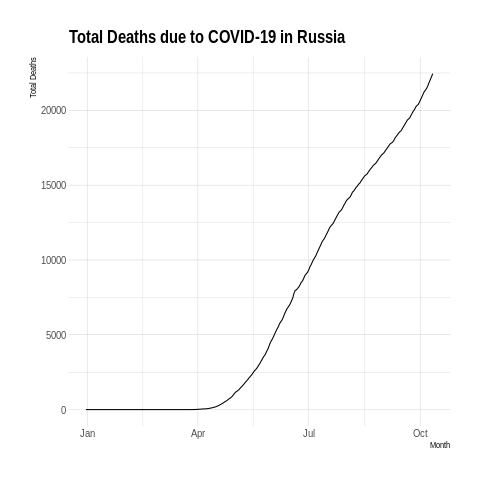 Total Deaths due to COVID-19 in Russia
Total Deaths
20000
15000
10000
5000
0
Jan Apr Jul Oct
Month